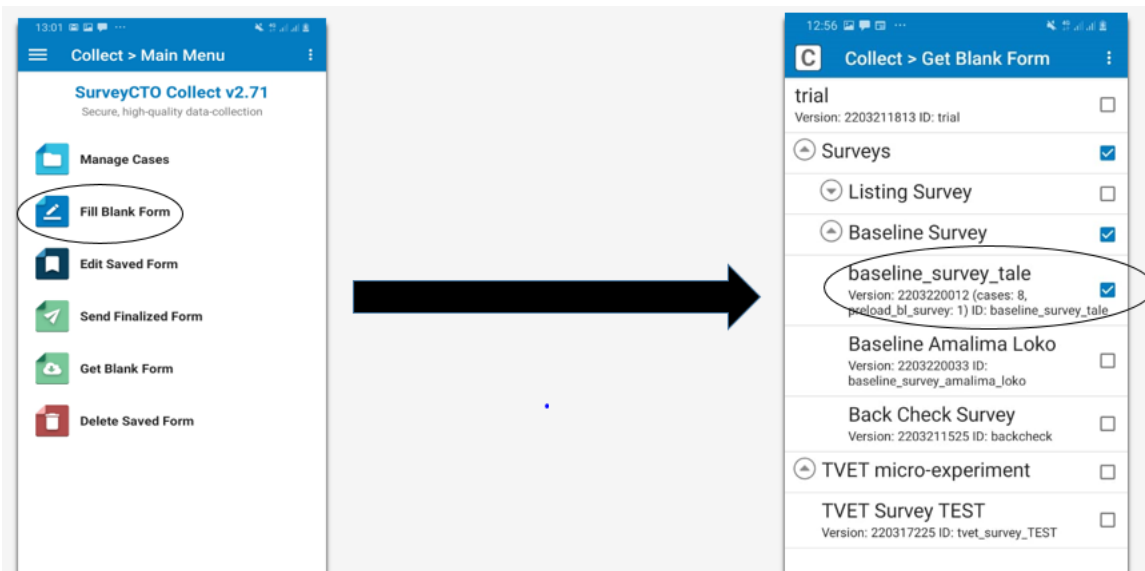 13:01 ···
Collect > Main Menu
SurveyCTO Collect v2.71
Secure, high-quality data-collection
Manage Cases
Fill Blank Form
Edit Saved Form
Send Finalized Form
Get Blank Form
Delete Saved Form
12:56 ···
C Collect > Get Blank Form
trial
Version: 2203211813 ID: trial
Surveys
Listing Survey
Baseline Survey
baseline_survey_tale
Version: 2203220012 (cases: 8,
preload_bl_survey: 1) ID: baseline_survey_tale
Baseline Amalima Loko
Version: 2203220033 ID:
baseline_survey_amalima_loko
Back Check Survey
Version: 2203211525 ID: backcheck
TVET micro-experiment
TVET Survey TEST
Version: 220317225 ID: tvet_survey_TEST